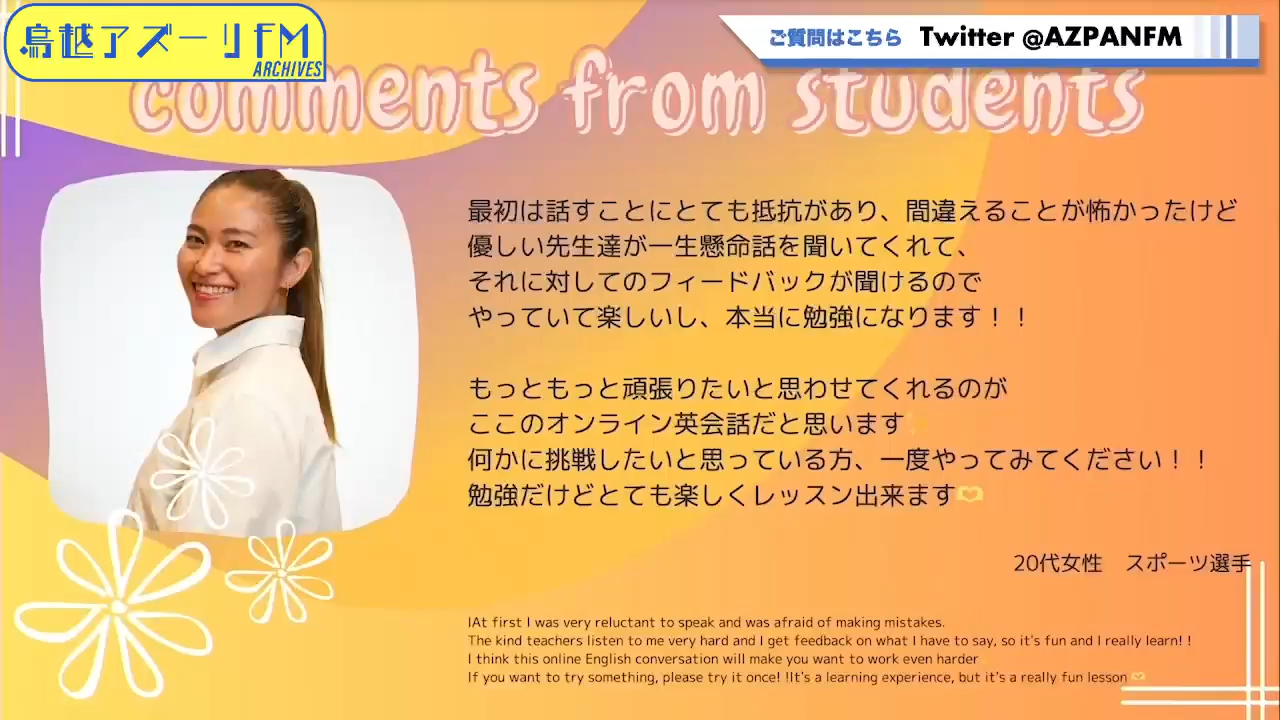 鳥越アズーリFM
ARCHIVES
ご質問はこちら Twitter @AZPANFM
comments from students
最初は話すことにとても抵抗があり、間違えることが怖かったけど
優しい先生達が一生懸命話を聞いてくれて、
それに対してのフィードバックが聞けるので
やっていて楽しいし、本当に勉強になります！！
もっともっと頑張りたいと思わせてくれるのが
ここのオンライン英会話だと思います
何かに挑戦したいと思っている方、一度やってみてください！！
勉強だけどとても楽しくレッスン出来ます
20代女性　スポーツ選手
IAt first I was very reluctant to speak and was afraid of making mistakes.
The kind teachers listen to me very hard and I get feedback on what I have to say, so it's fun and I really learn! !
I think this online English conversation will make you want to work even harder
If you want to try something, please try it once! !It's a learning experience, but it's a really fun lesson